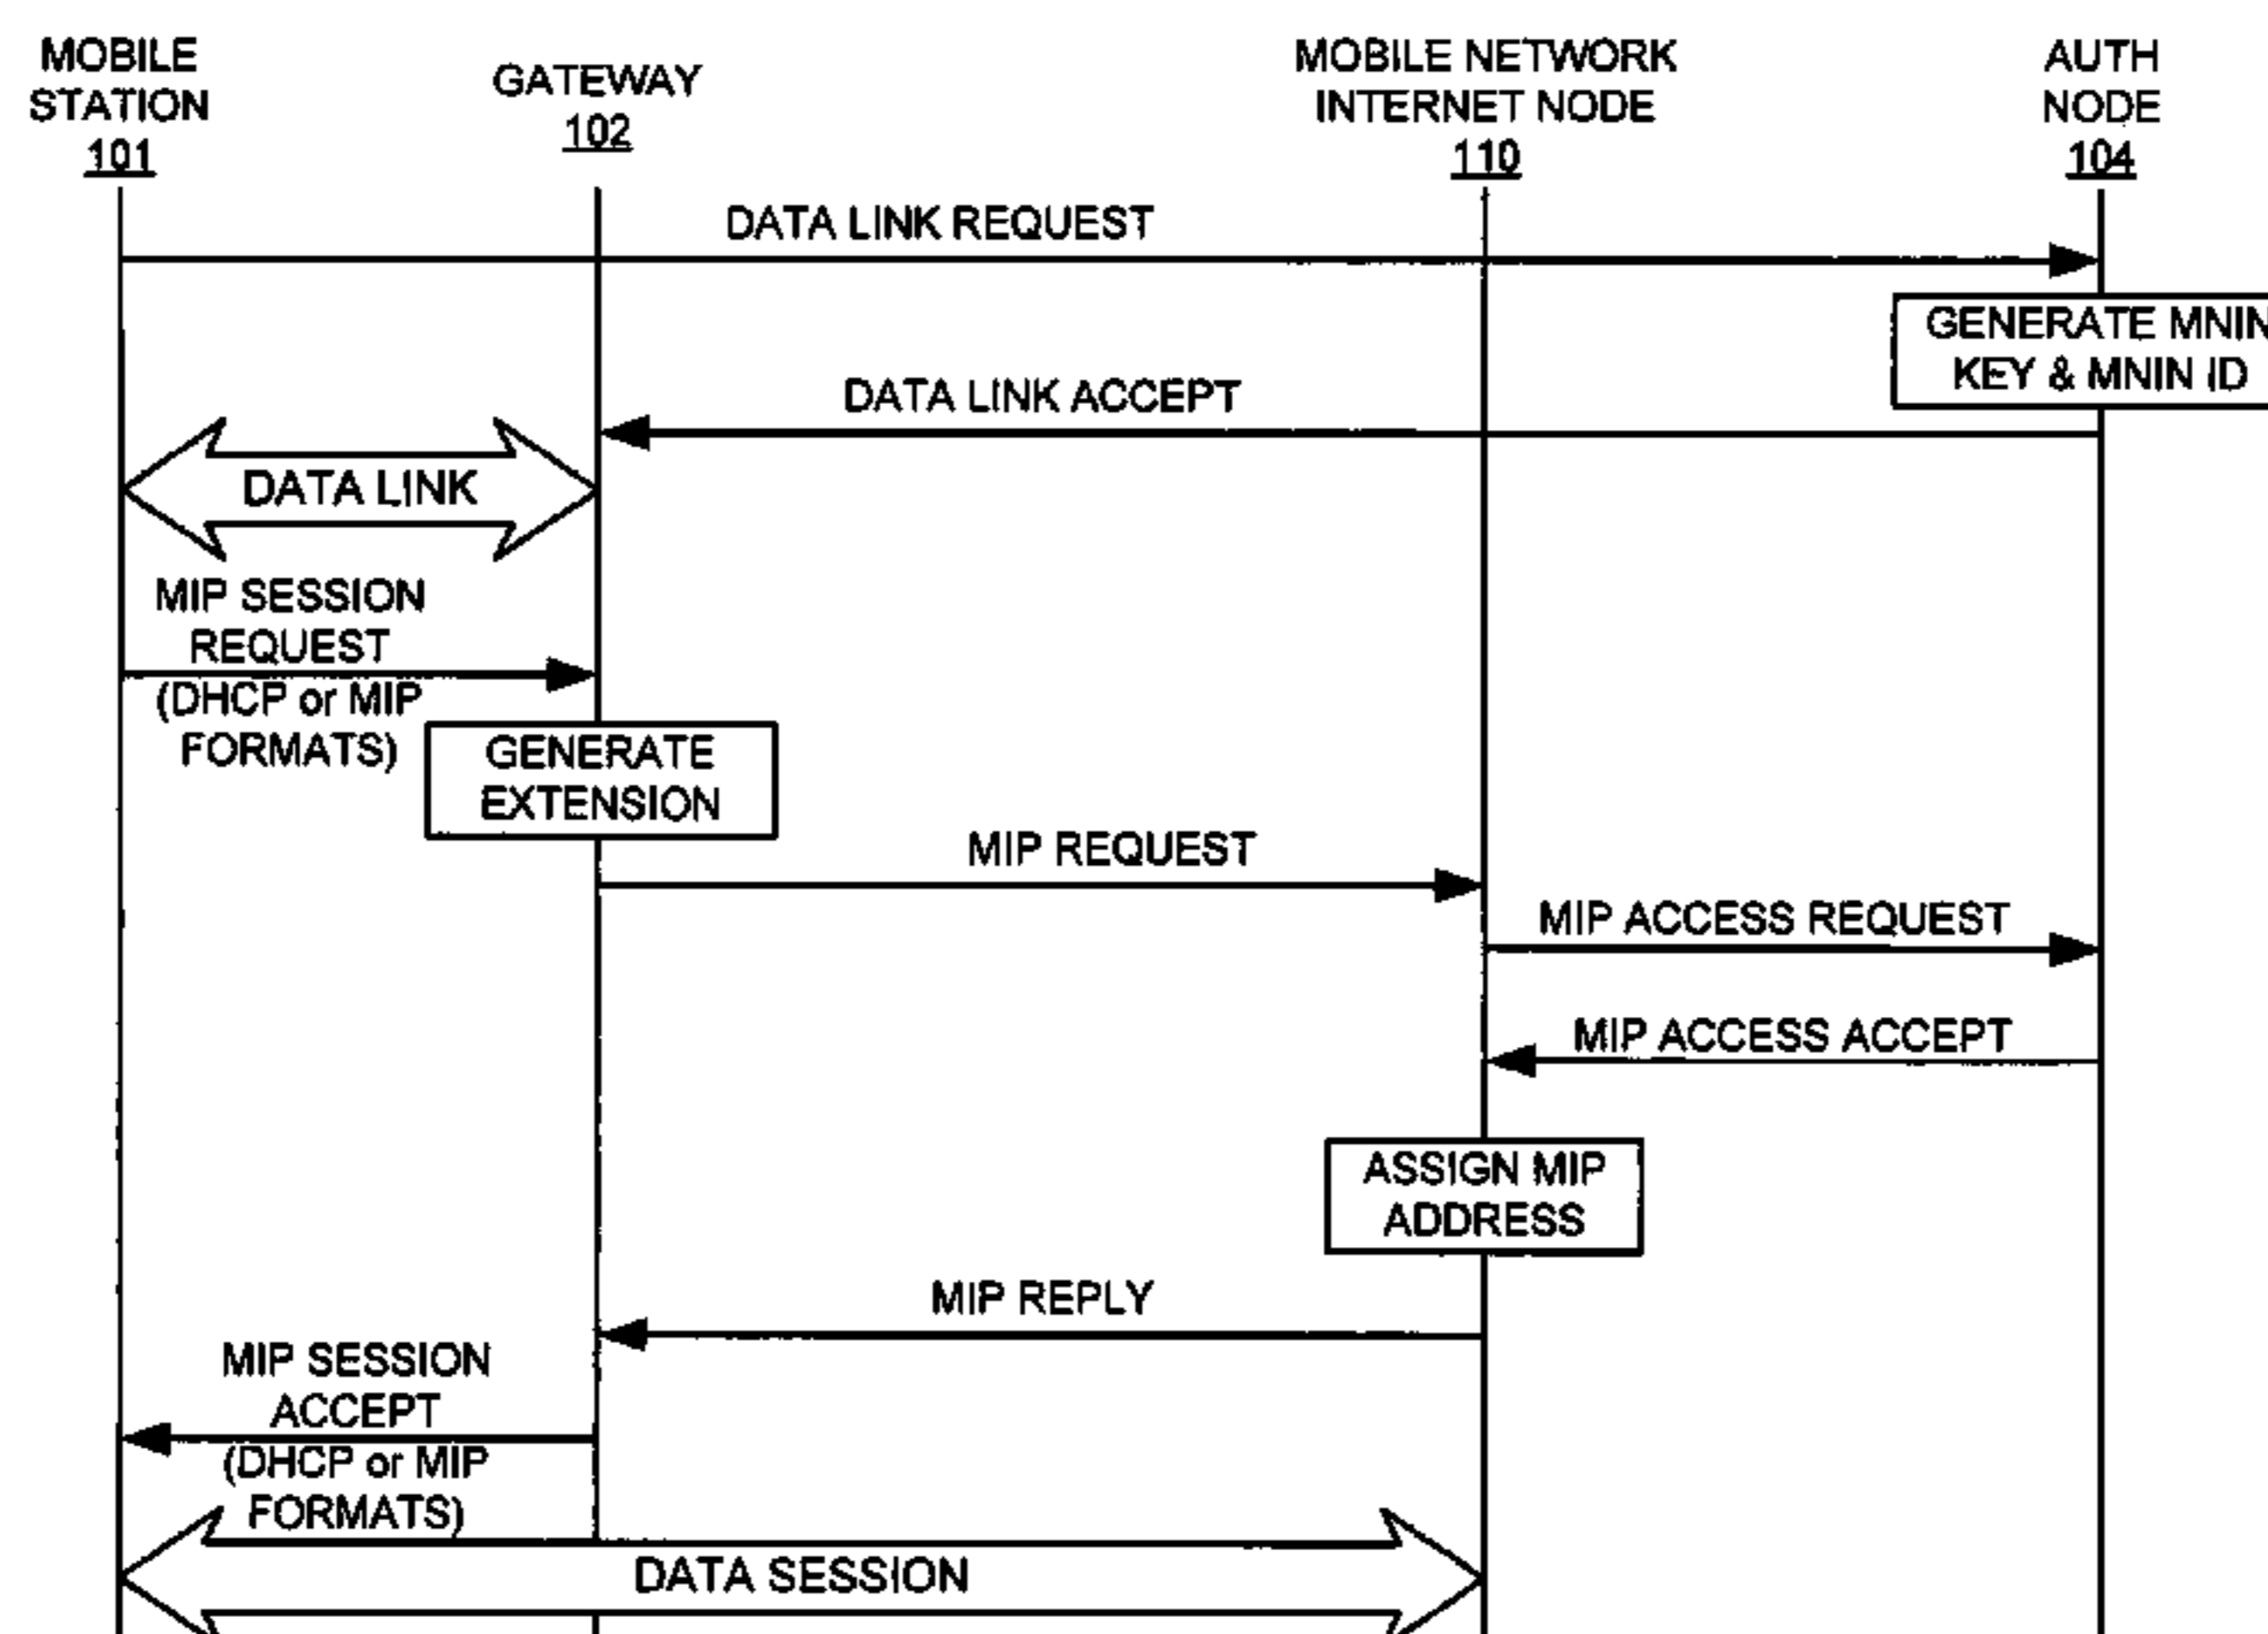 MOBILE
STATION
101
GATEWAY
102
MOBILE NETWORK
INTERNET NODE
110
AUTH
NODE
104
DATA LINK REQUEST
GENERATE MNIN
KEY & MNIN ID
DATA LINK ACCEPT
DATA LINK
MIP SESSION
REQUEST
(DHCP or MIP
FORMATS)
GENERATE
EXTENSION
MIP REQUEST
MIP ACCESS REQUEST
MIP ACCESS ACCEPT
ASSIGN MIP
ADDRESS
MIP REPLY
MIP SESSION
ACCEPT
(DHCP or MIP
FORMATS)
DATA SESSION